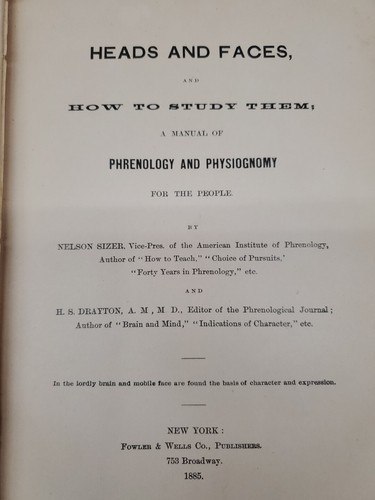 HEADS AND FACES,
AND
HOW TO STUDY THEM;
A MANUAL OF
PHRENOLOGY AND PHYSIOGNOMY
FOR THE PEOPLE.
BY
NELSON SIZER, Vice-Pres. of the American Institute of Phrenology,
Author of "How to Teach," "Choice of Pursuits,'
"Forty Years in Phrenology," etc.
AND
H. S. DRAYTON, A. M., M. D., Editor of the Phrenological Journal;
Author of "Brain and Mind," "Indications of Character," etc.
In the lordly brain and mobile face are found the basis of character and expression.
NEW YORK:
FOWLER & WELLS CO., PUBLISHERS.
753 Broadway.
1885.